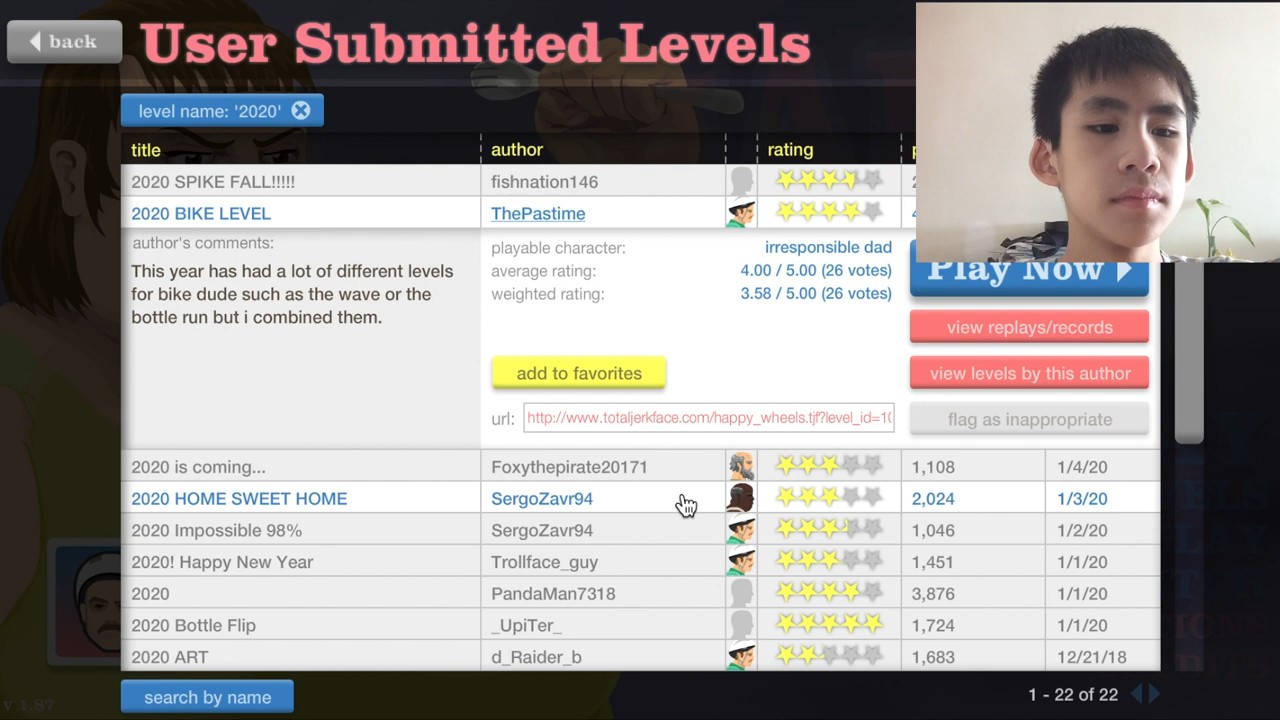 back
User Submitted Levels
level name: '2020'
title author rating
2020 SPIKE FALL!!!!! fishnation146
2020 BIKE LEVEL ThePastime
author's comments:
This year has had a lot of different levels
for bike dude such as the wave or the
bottle run but i combined them.
playable character: irresponsible dad
average rating: 4.00 / 5.00 (26 votes)
weighted rating: 3.58 / 5.00 (26 votes)
add to favorites
url: http://www.totaljerkface.com/happy_wheels.tjf?level_id=1(
Play Now
view replays/records
view levels by this author
flag as inappropriate
2020 is coming... Foxythepirate20171 1,108 1/4/20
2020 HOME SWEET HOME SergoZavr94 2,024 1/3/20
2020 Impossible 98% SergoZavr94 1,046 1/2/20
2020! Happy New Year Trollface_guy 1,451 1/1/20
2020 PandaMan7318 3,876 1/1/20
2020 Bottle Flip _UpiTer_ 1,724 1/1/20
2020 ART d_Raider_b 1,683 12/21/18
search by name
1 - 22 of 22
v 1.87